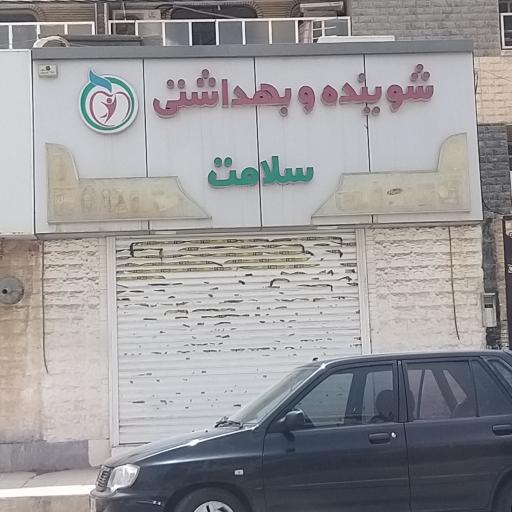 شوینده و بهداشتی
سلامت